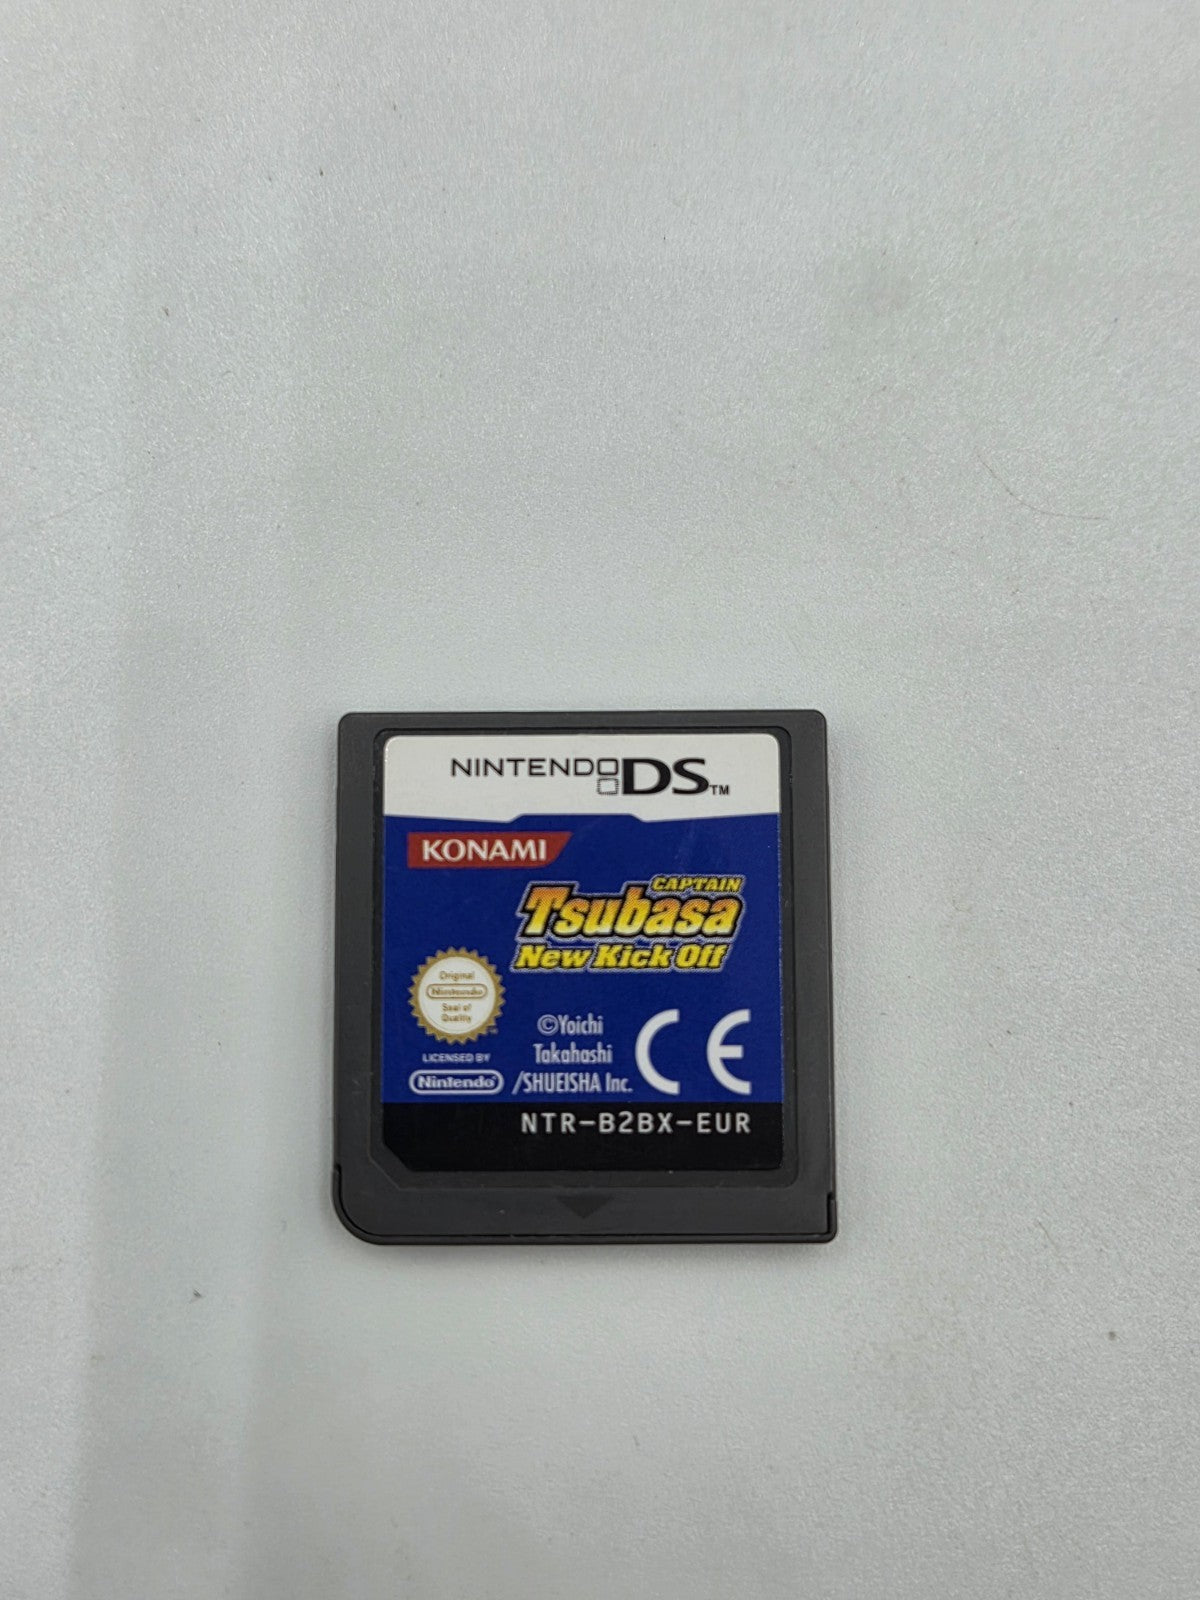 NINTENDO DS™
KONAMI
CAPTAIN
Tsubasa
New Kick Off
Original
Nintendo
Seal of
Quality
™
LICENSED BY
Nintendo
©Yoichi
Takahashi
/SHUEISHA Inc.
CE
NTR-B2BX-EUR